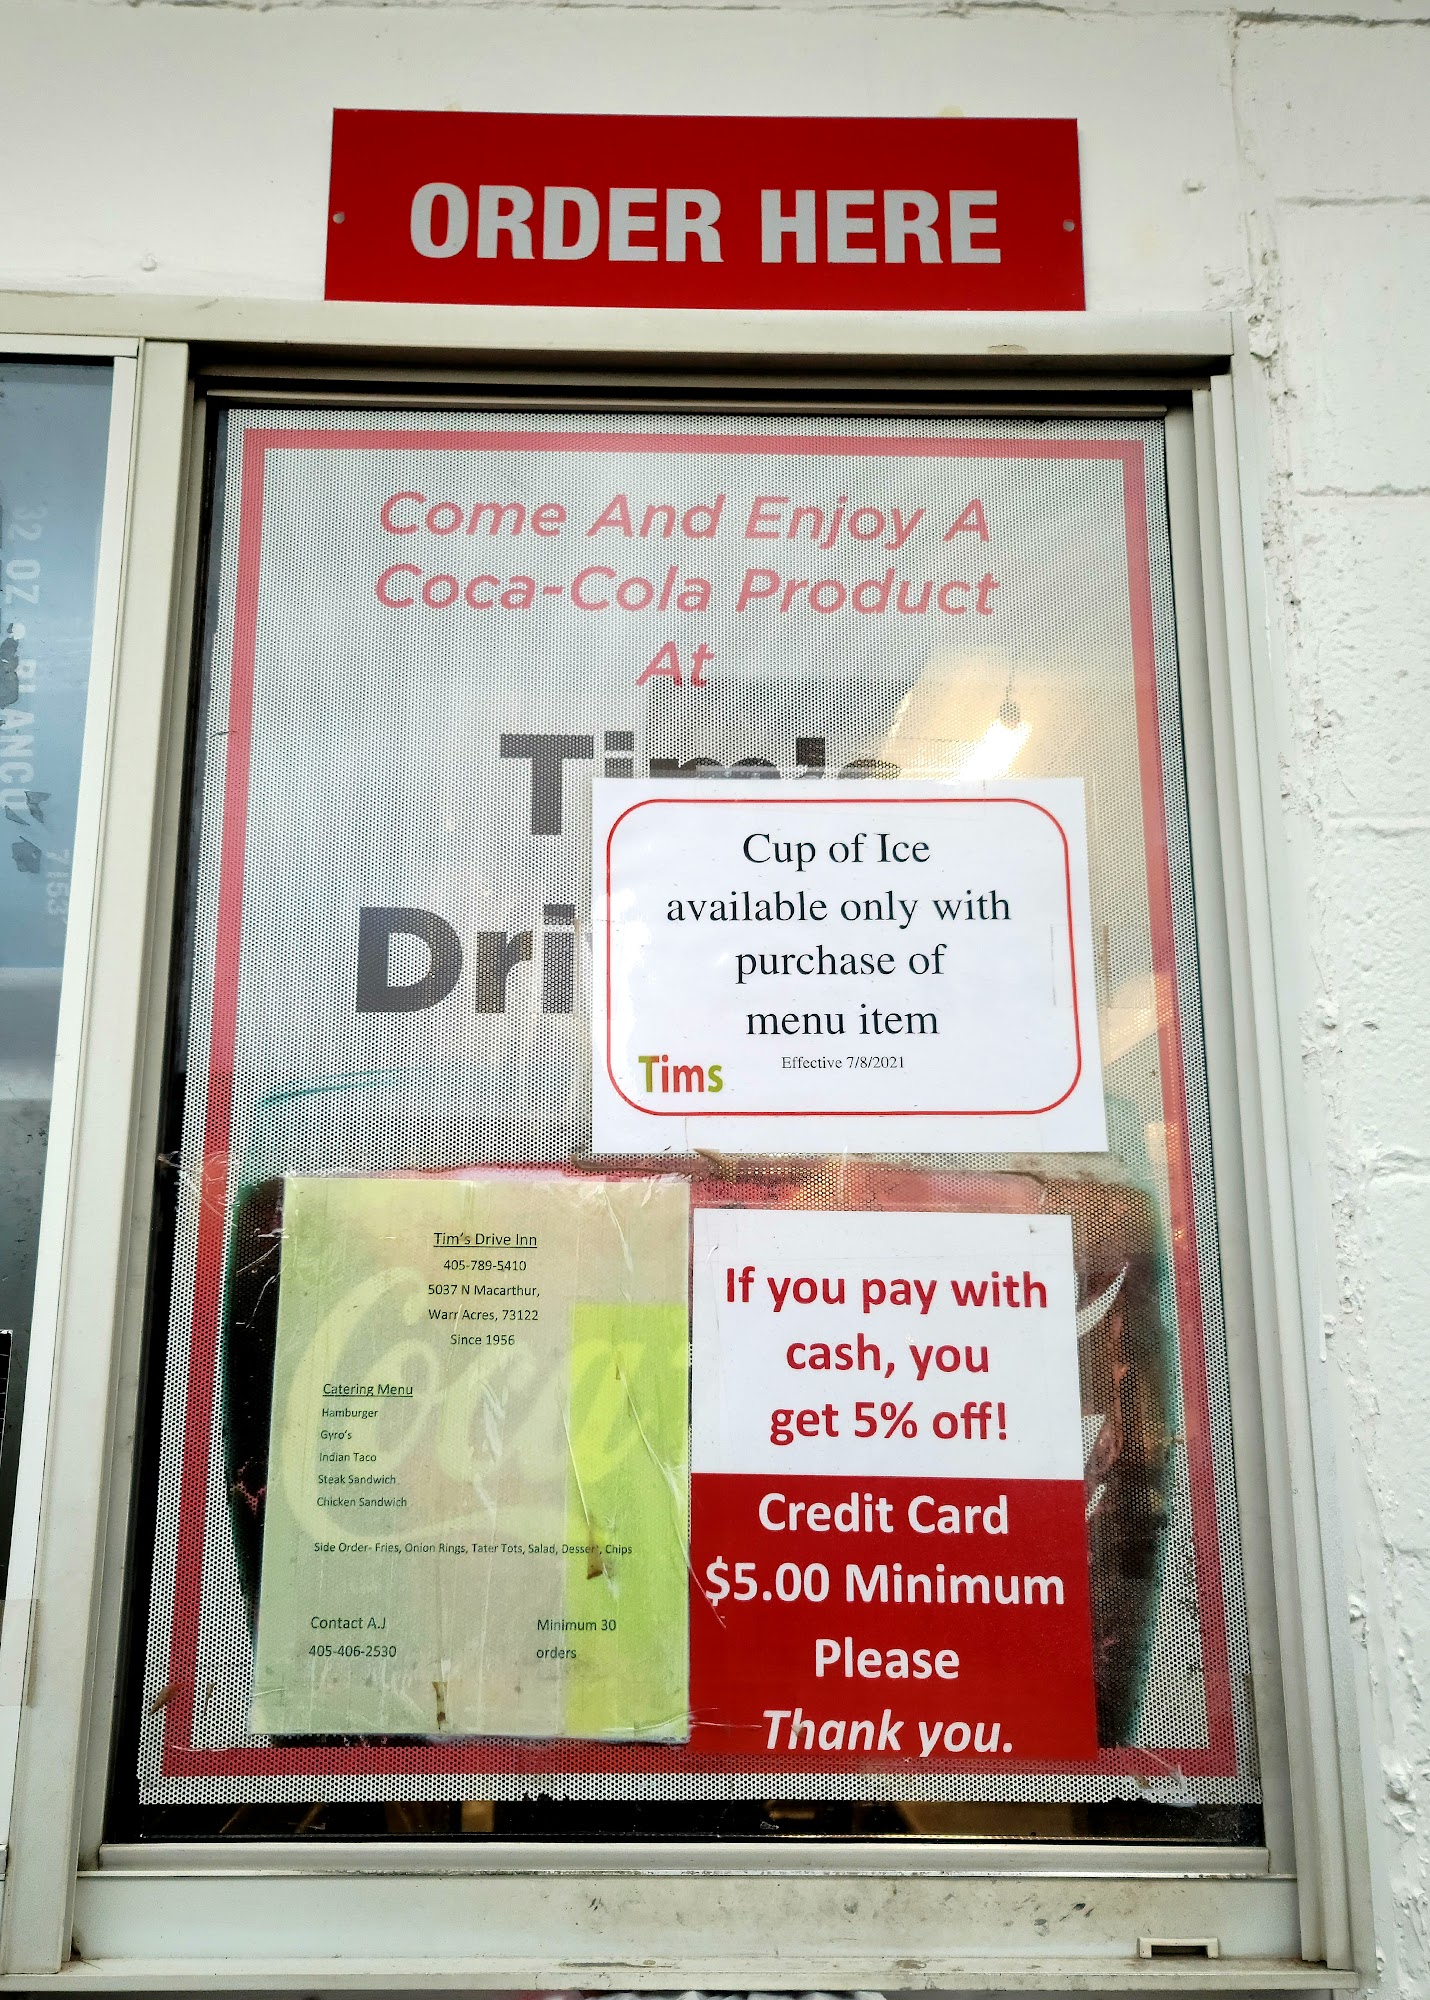 ORDER HERE
Come And Enjoy A
Coca-Cola Product
At
Tim's
Dri
Cup of Ice
available only with
purchase of
menu item
Effective 7/8/2021
Tims
Tim's Drive Inn
405-789-5410
5037 N Macarthur,
Warr Acres, 73122
Since 1956
Catering Menu
Hamburger
Gyro's
Indian Taco
Steak Sandwich
Chicken Sandwich
Side Order- Fries, Onion Rings, Tater Tots, Salad, Dessert, Chips
Contact A.J
405-406-2530
Minimum 30
orders
Coca
If you pay with
cash, you
get 5% off!
Credit Card
$5.00 Minimum
Please
Thank you.
32 OZ